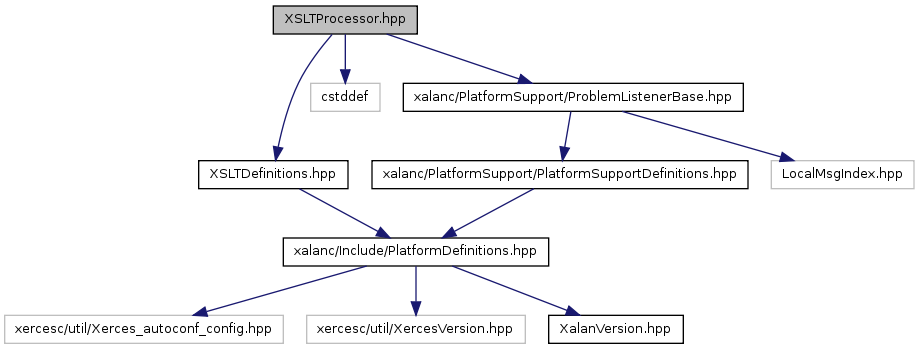 XSLTProcessor.hpp
cstddef
xalanc/PlatformSupport/ProblemListenerBase.hpp
XSLTDefinitions.hpp
xalanc/PlatformSupport/PlatformSupportDefinitions.hpp
LocalMsgIndex.hpp
xalanc/Include/PlatformDefinitions.hpp
xercesc/util/Xerces_autoconf_config.hpp
xercesc/util/XercesVersion.hpp
XalanVersion.hpp